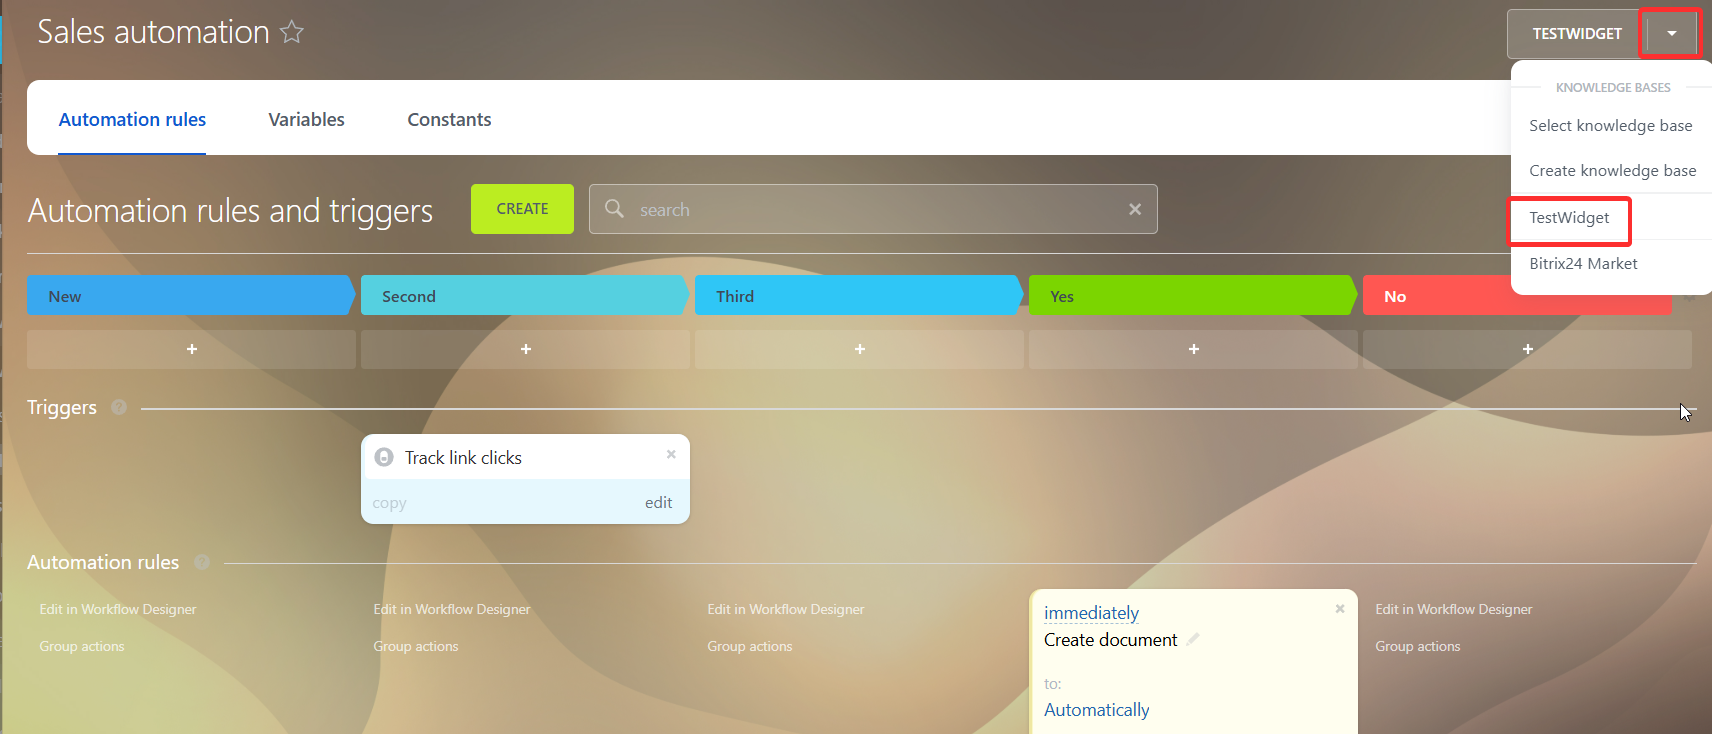 Sales automation
TESTWIDGET
KNOWLEDGE BASES
Select knowledge base
Create knowledge base
TestWidget
Bitrix24 Market
Automation rules
Variables
Constants
Automation rules and triggers
CREATE
search
New
Second
Third
Yes
No
+
+
+
+
+
Triggers ?
Track link clicks
copy
edit
Automation rules ?
Edit in Workflow Designer
Edit in Workflow Designer
Edit in Workflow Designer
Edit in Workflow Designer
Group actions
Group actions
Group actions
Group actions
immediately
Create document
to:
Automatically